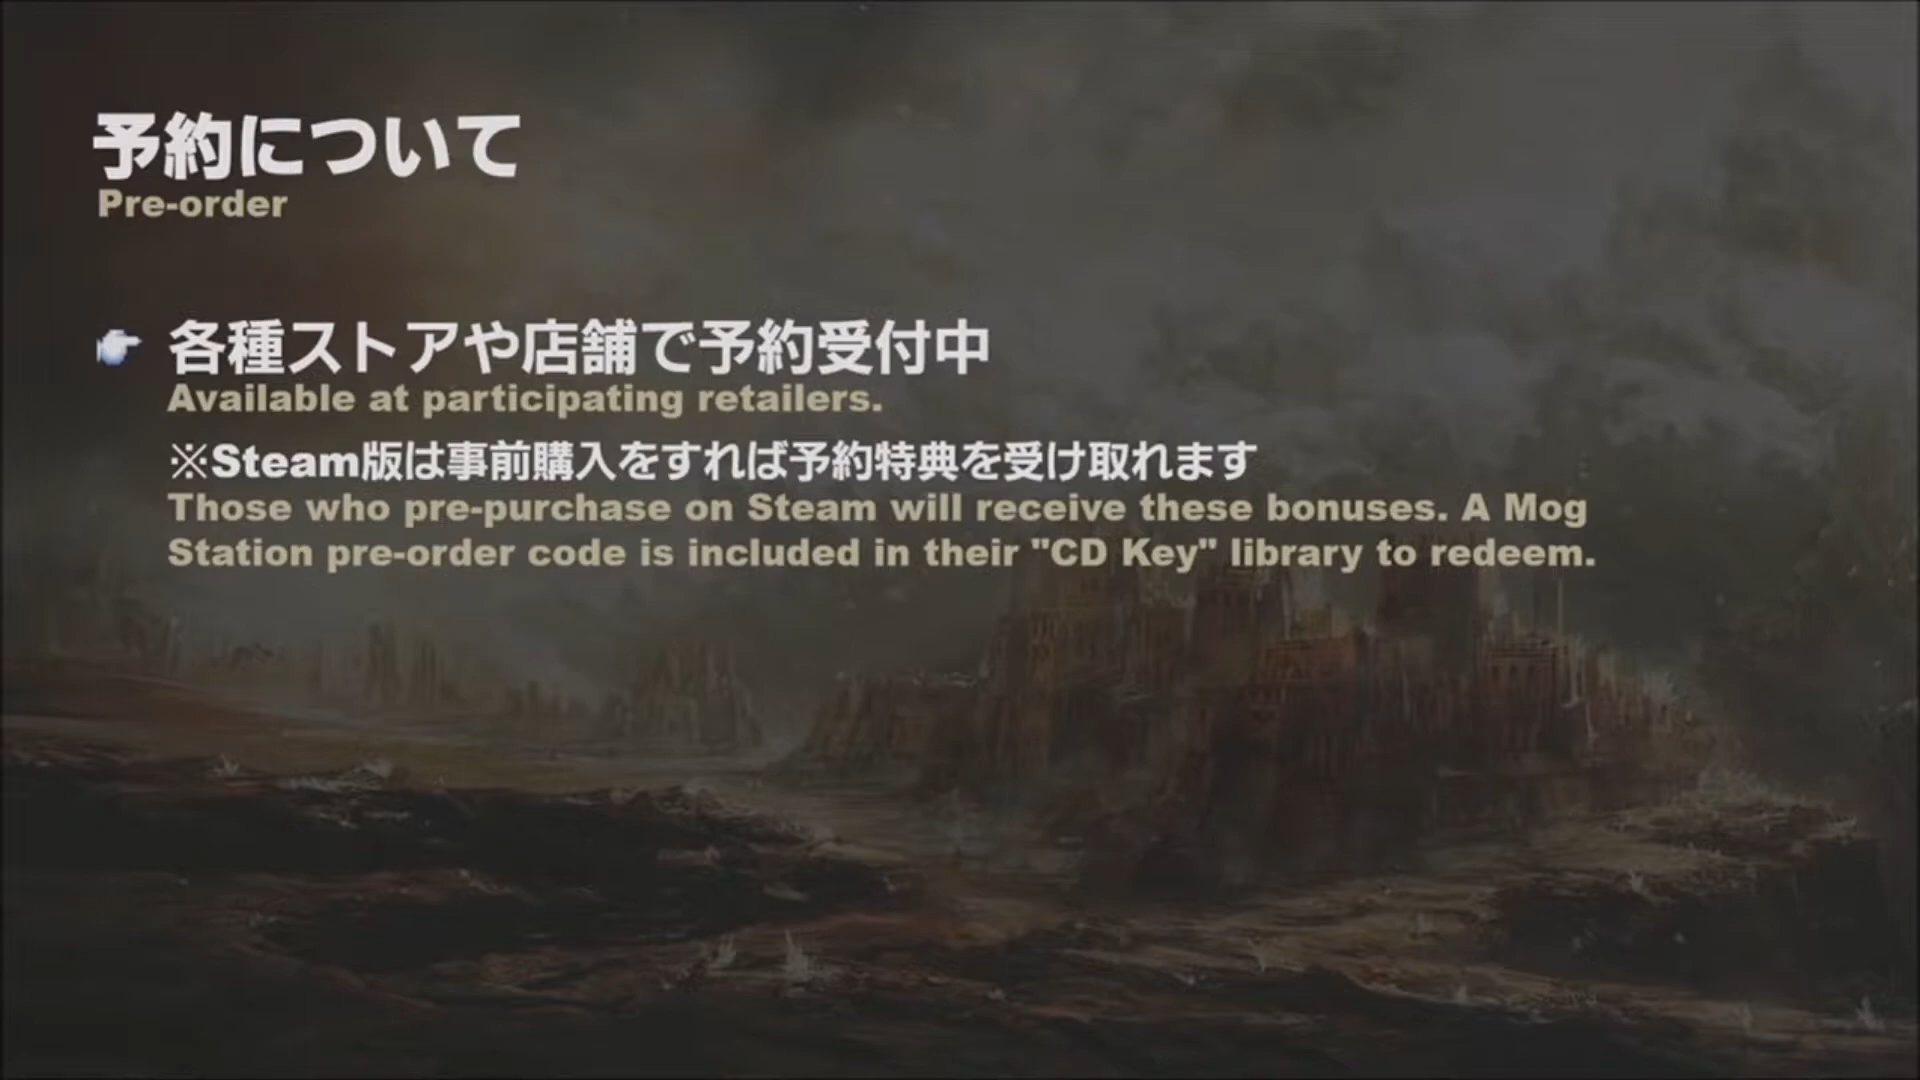 予約について
Pre-order
各種ストアや店舗で予約受付中
Available at participating retailers.
※Steam版は事前購入をすれば予約特典を受け取れます
Those who pre-purchase on Steam will receive these bonuses. A Mog
Station pre-order code is included in their "CD Key" library to redeem.